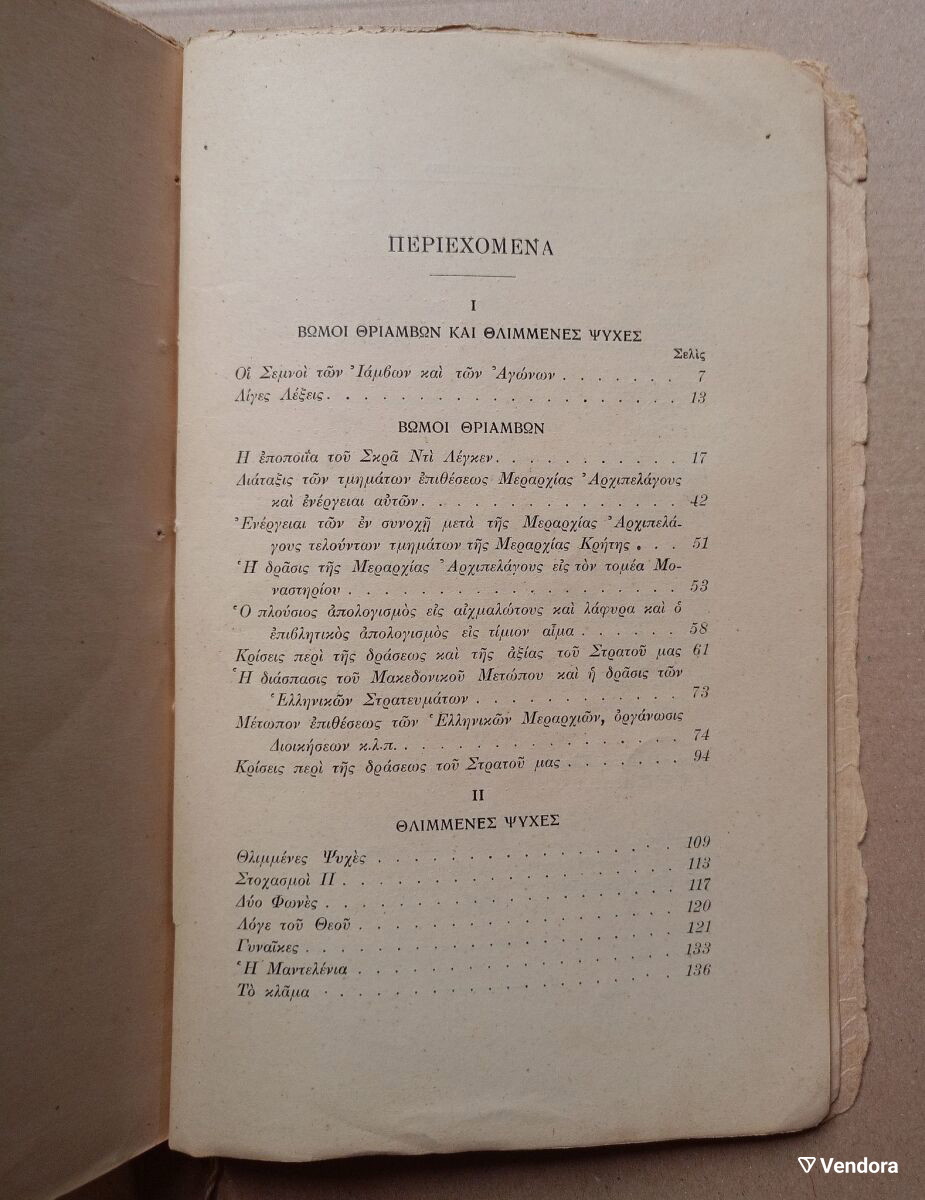 ΠΕΡΙΕΧΟΜΕΝΑ
I
ΒΩΜΟΙ ΘΡΙΑΜΒΩΝ ΚΑΙ ΘΛΙΜΜΕΝΕΣ ΨΥΧΕΣ
Σελὶς
Οἱ Σεμνοὶ τῶν Ἰάμβων καὶ τῶν Ἀγώνων . . . . . . . 7
Λίγες Λέξεις. . . . . . . . . . . . . . . . . . . 13
ΒΩΜΟΙ ΘΡΙΑΜΒΩΝ
Η ἐποποιΐα τοῦ Σκρᾶ Ντὶ Λέγκεν. . . . . . . . . . . 17
Διάταξις τῶν τμημάτων ἐπιθέσεως Μεραρχίας Ἀρχιπελάγους
καὶ ἐνέργειαι αὐτῶν. . . . . . . . . . . . . . 42
Ἐνέργειαι τῶν ἐν συνοχῇ μετὰ τῆς Μεραρχίας Ἀρχιπελά-
γους τελούντων τμημάτων τῆς Μεραρχίας Κρήτης . . . 51
Ἡ δρᾶσις τῆς Μεραρχίας Ἀρχιπελάγους εἰς τὸν τομέα Μο-
ναστηρίου . . . . . . . . . . . . . . . . . . 53
Ὁ πλούσιος ἀπολογισμὸς εἰς αἰχμαλώτους καὶ λάφυρα καὶ ὁ
ἐπιβλητικὸς ἀπολογισμὸς εἰς τίμιον αἷμα . . . . . . 58
Κρίσεις περὶ τῆς δράσεως καὶ τῆς ἀξίας τοῦ Στρατοῦ μας 61
Ἡ διάσπασις τοῦ Μακεδονικοῦ Μετώπου καὶ ἡ δρᾶσις τῶν
Ἑλληνικῶν Στρατευμάτων . . . . . . . . . . . . 73
Μέτωπον ἐπιθέσεως τῶν Ἑλληνικῶν Μεραρχιῶν, ὀργάνωσις
Διοικήσεων κ.λ.π. . . . . . . . . . . . . . . . 74
Κρίσεις περὶ τῆς δράσεως τοῦ Στρατοῦ μας . . . . . . . 94
II
ΘΛΙΜΜΕΝΕΣ ΨΥΧΕΣ
Θλιμμένες Ψυχὲς . . . . . . . . . . . . . . . . . 109
Στοχασμοὶ II . . . . . . . . . . . . . . . . . . . 113
Δύο Φωνὲς . . . . . . . . . . . . . . . . . . . . 117
Λόγε τοῦ Θεοῦ . . . . . . . . . . . . . . . . . . 120
Γυναῖκες . . . . . . . . . . . . . . . . . . . . . 121
Ἡ Μαντελένια . . . . . . . . . . . . . . . . . . 133
Τὸ κλᾶμα . . . . . . . . . . . . . . . . . . . . 136
Vendora